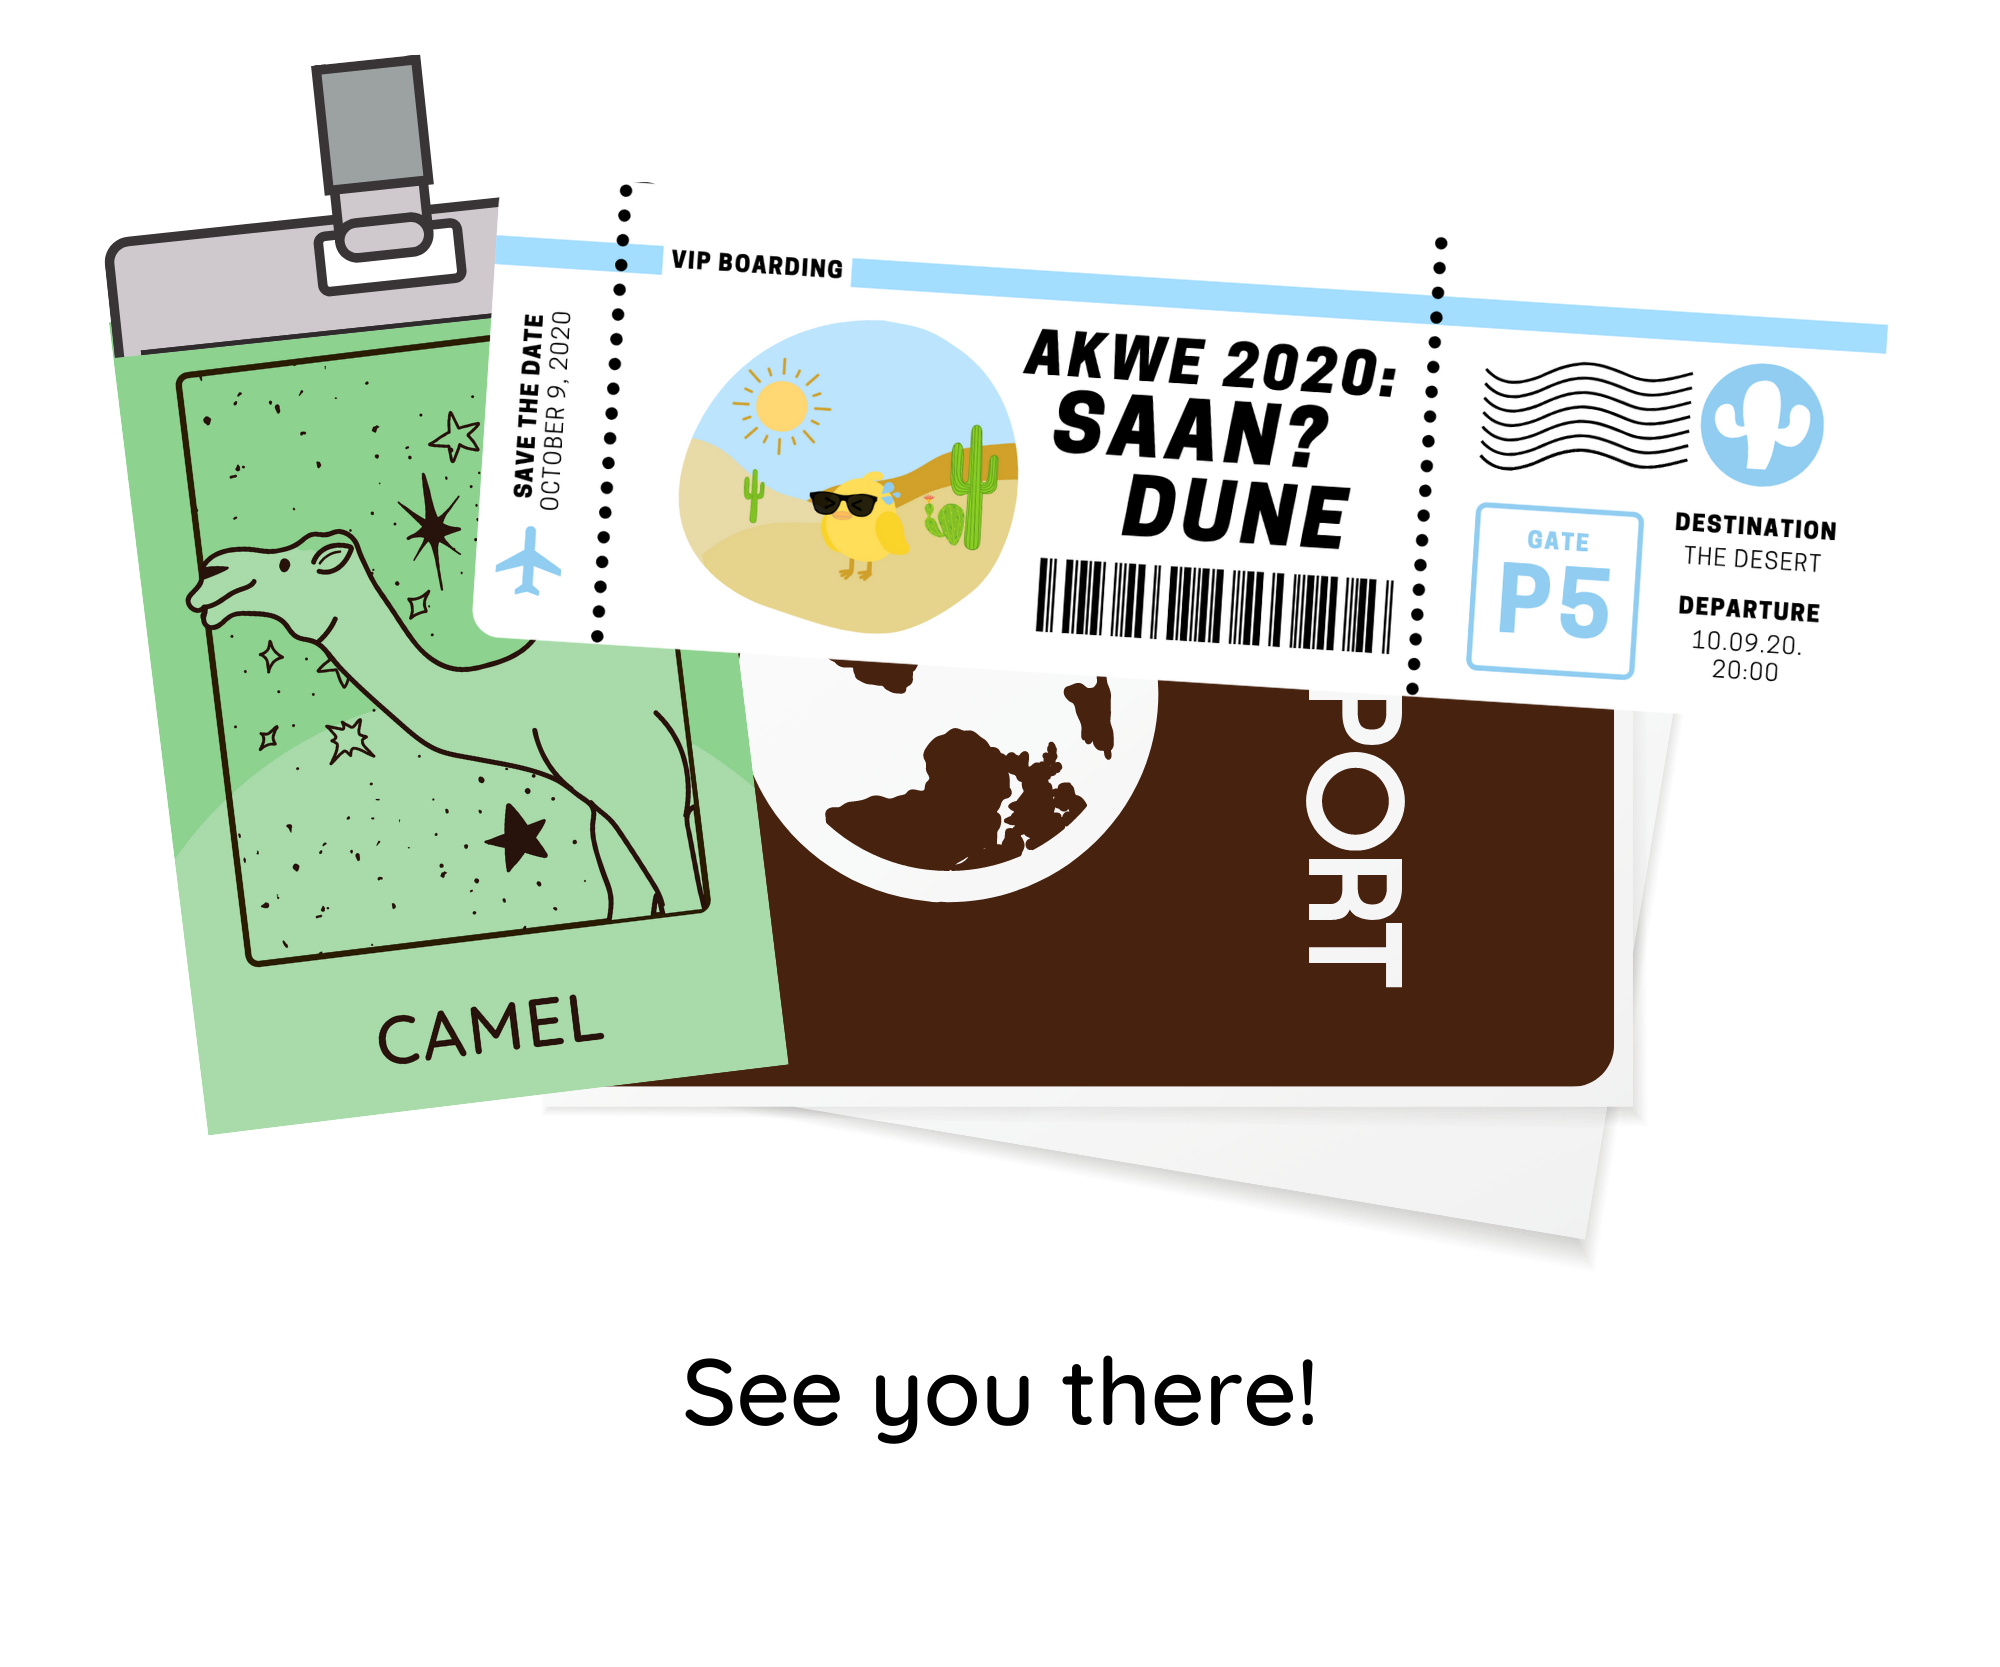 VIP BOARDING
SAVE THE DATE
OCTOBER 9, 2020
AKWE 2020:
SAAN?
DUNE
GATE
P5
DESTINATION
THE DESERT
DEPARTURE
10.09.20.
20:00
PORT
CAMEL
See you there!